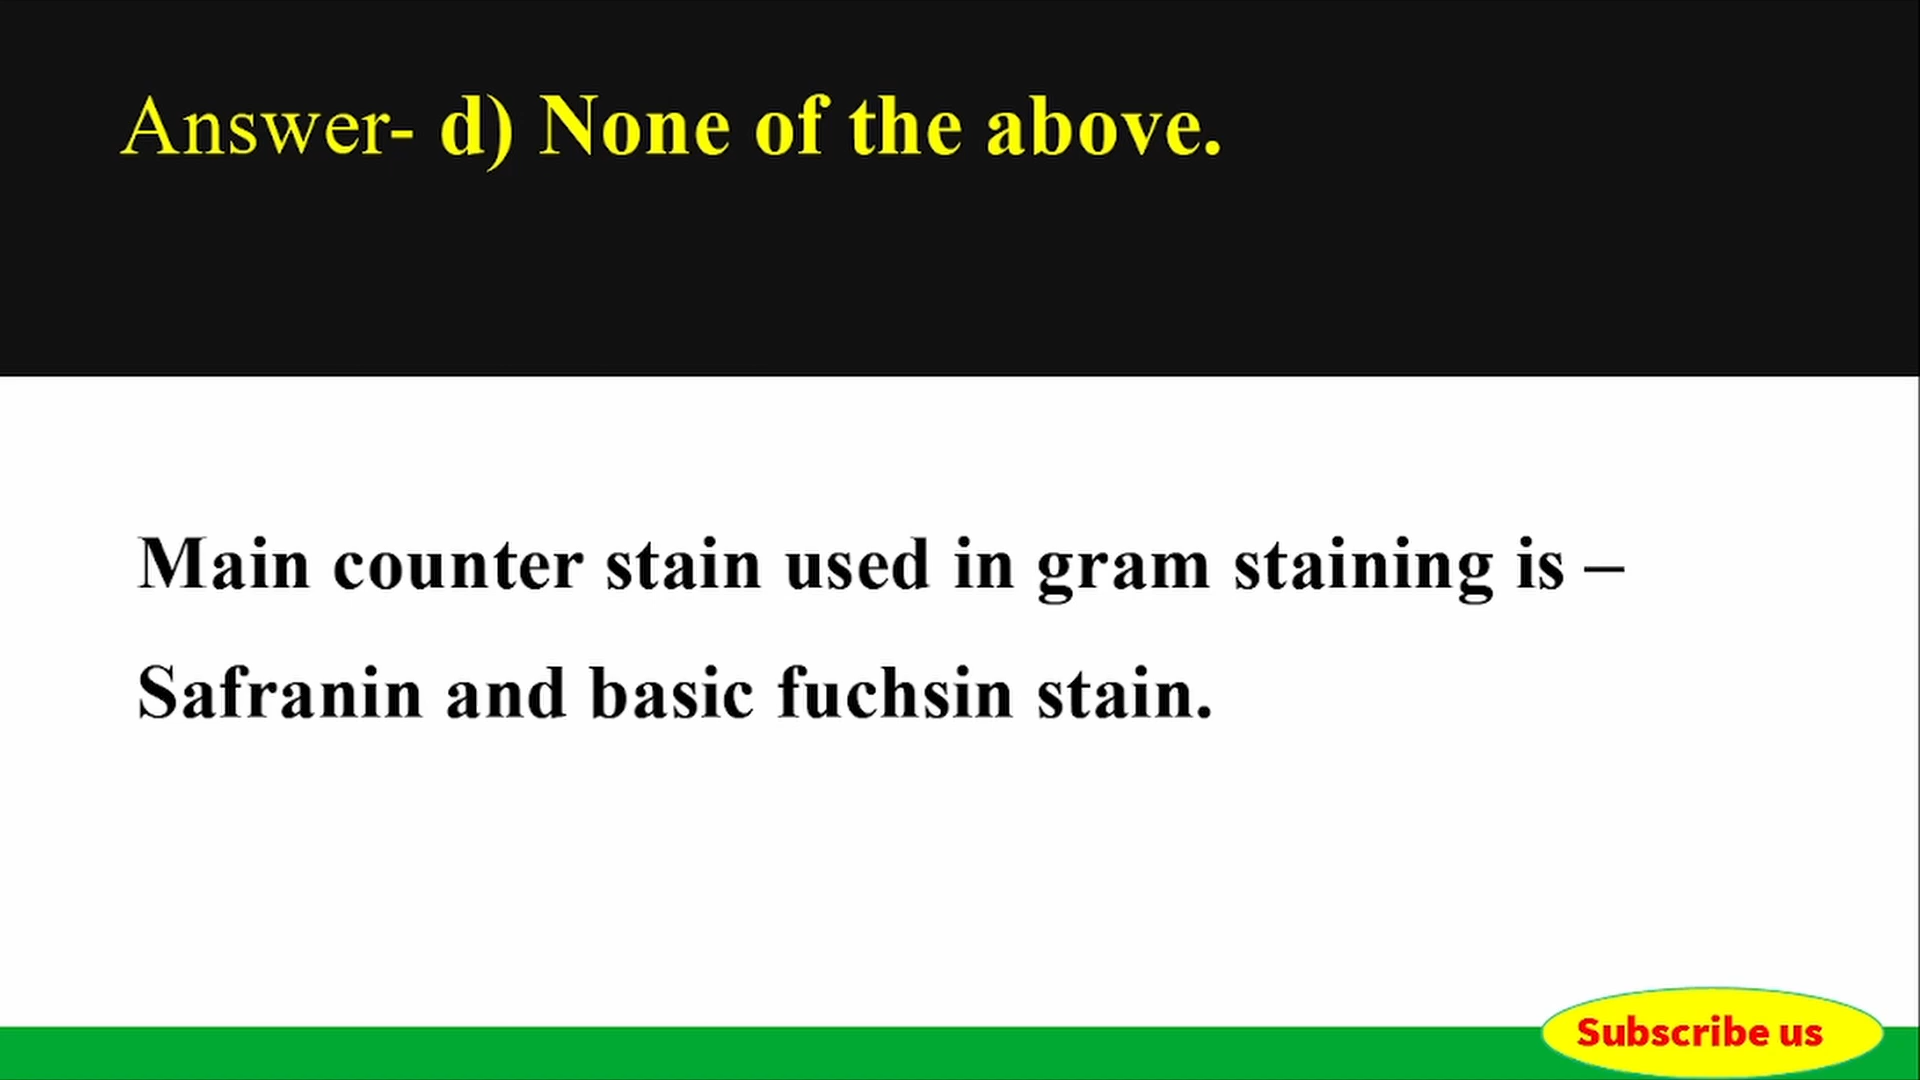 Answer- d) None of the above.
Main counter stain used in gram staining is –
Safranin and basic fuchsin stain.
Subscribe us